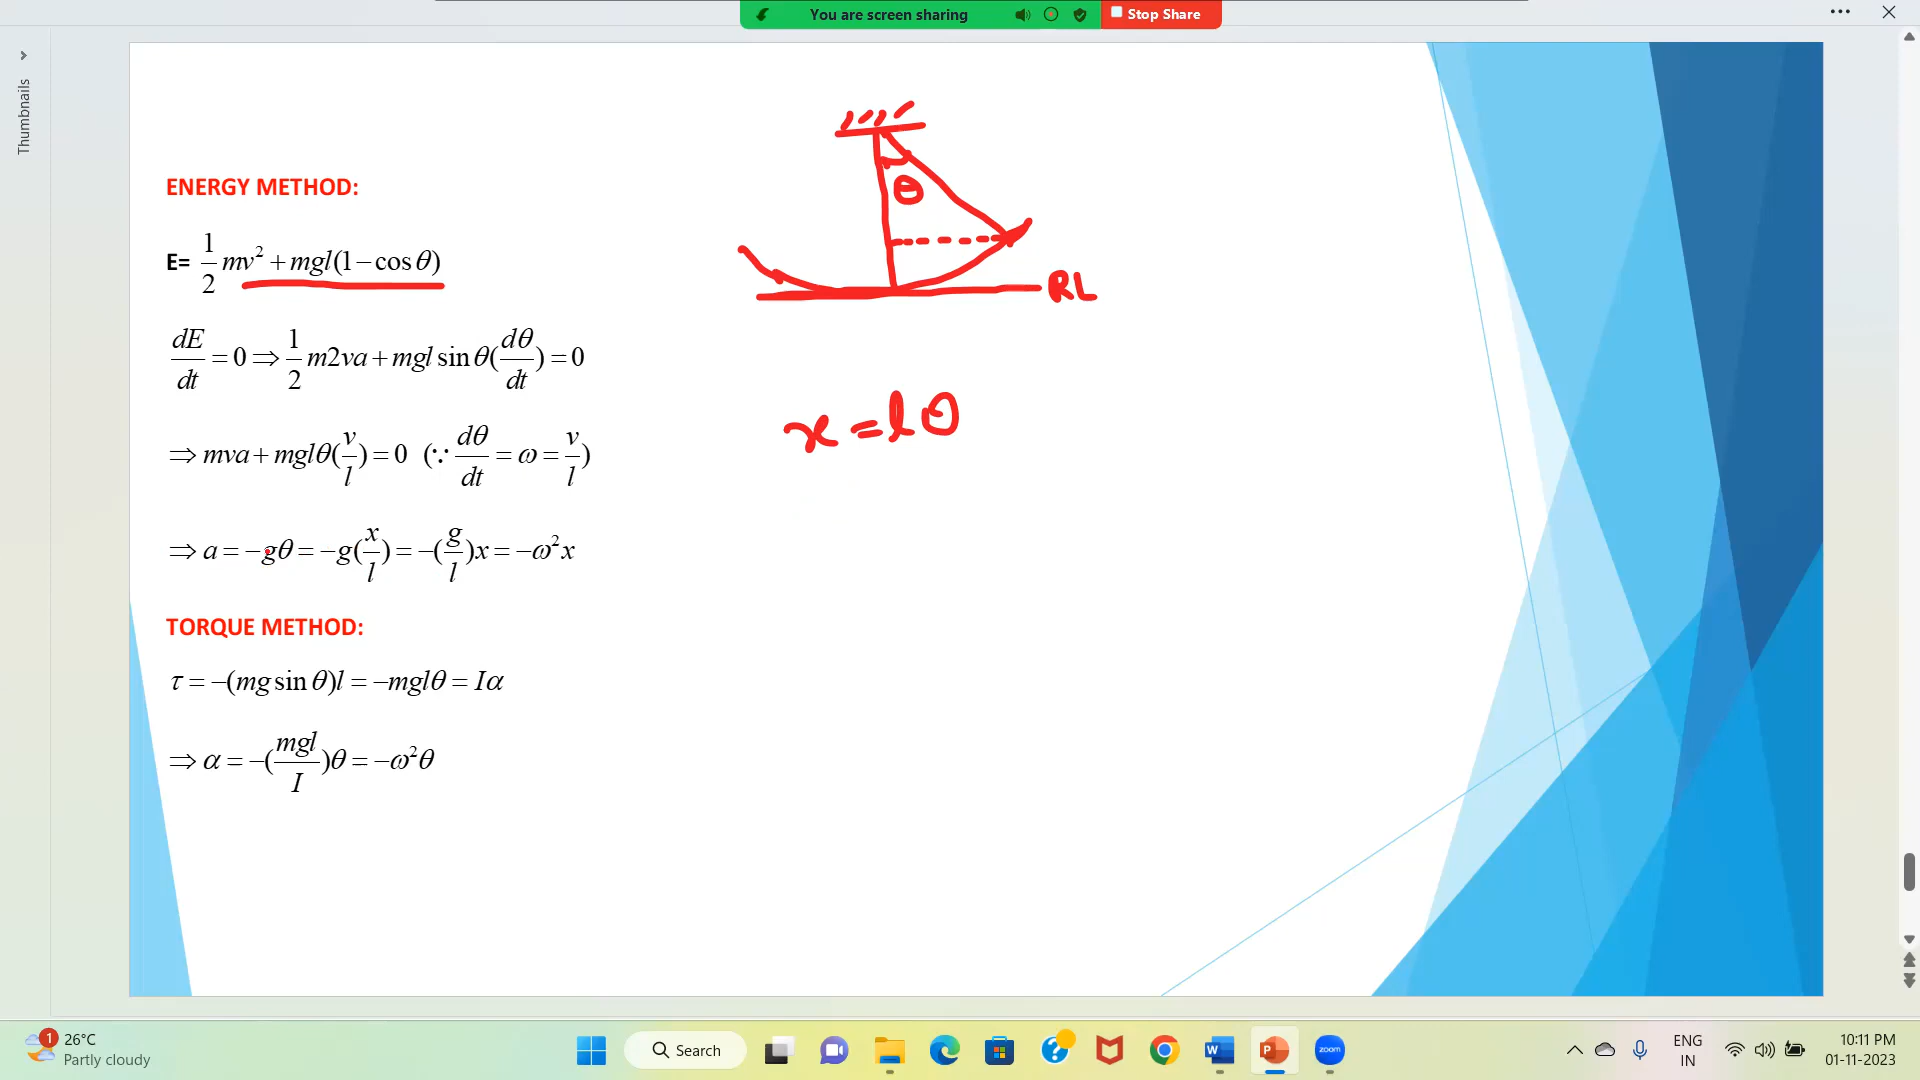 You are screen sharing
Stop Share
Thumbnails
ENERGY METHOD:
E= 1/2 mv² + mgl(1 − cos θ)
dE/dt = 0 ⇒ 1/2 m2va + mgl sin θ(dθ/dt) = 0
⇒ mva + mglθ(v/l) = 0 (∵ dθ/dt = ω = v/l)
⇒ a = −gθ = −g(x/l) = −(g/l)x = −ω²x
TORQUE METHOD:
τ = −(mg sin θ)l = −mglθ = Iα
⇒ α = −(mgl/I)θ = −ω²θ
θ
RL
x = lθ
1
26°C
Partly cloudy
Search
zoom
ENG
IN
10:11 PM
01-11-2023